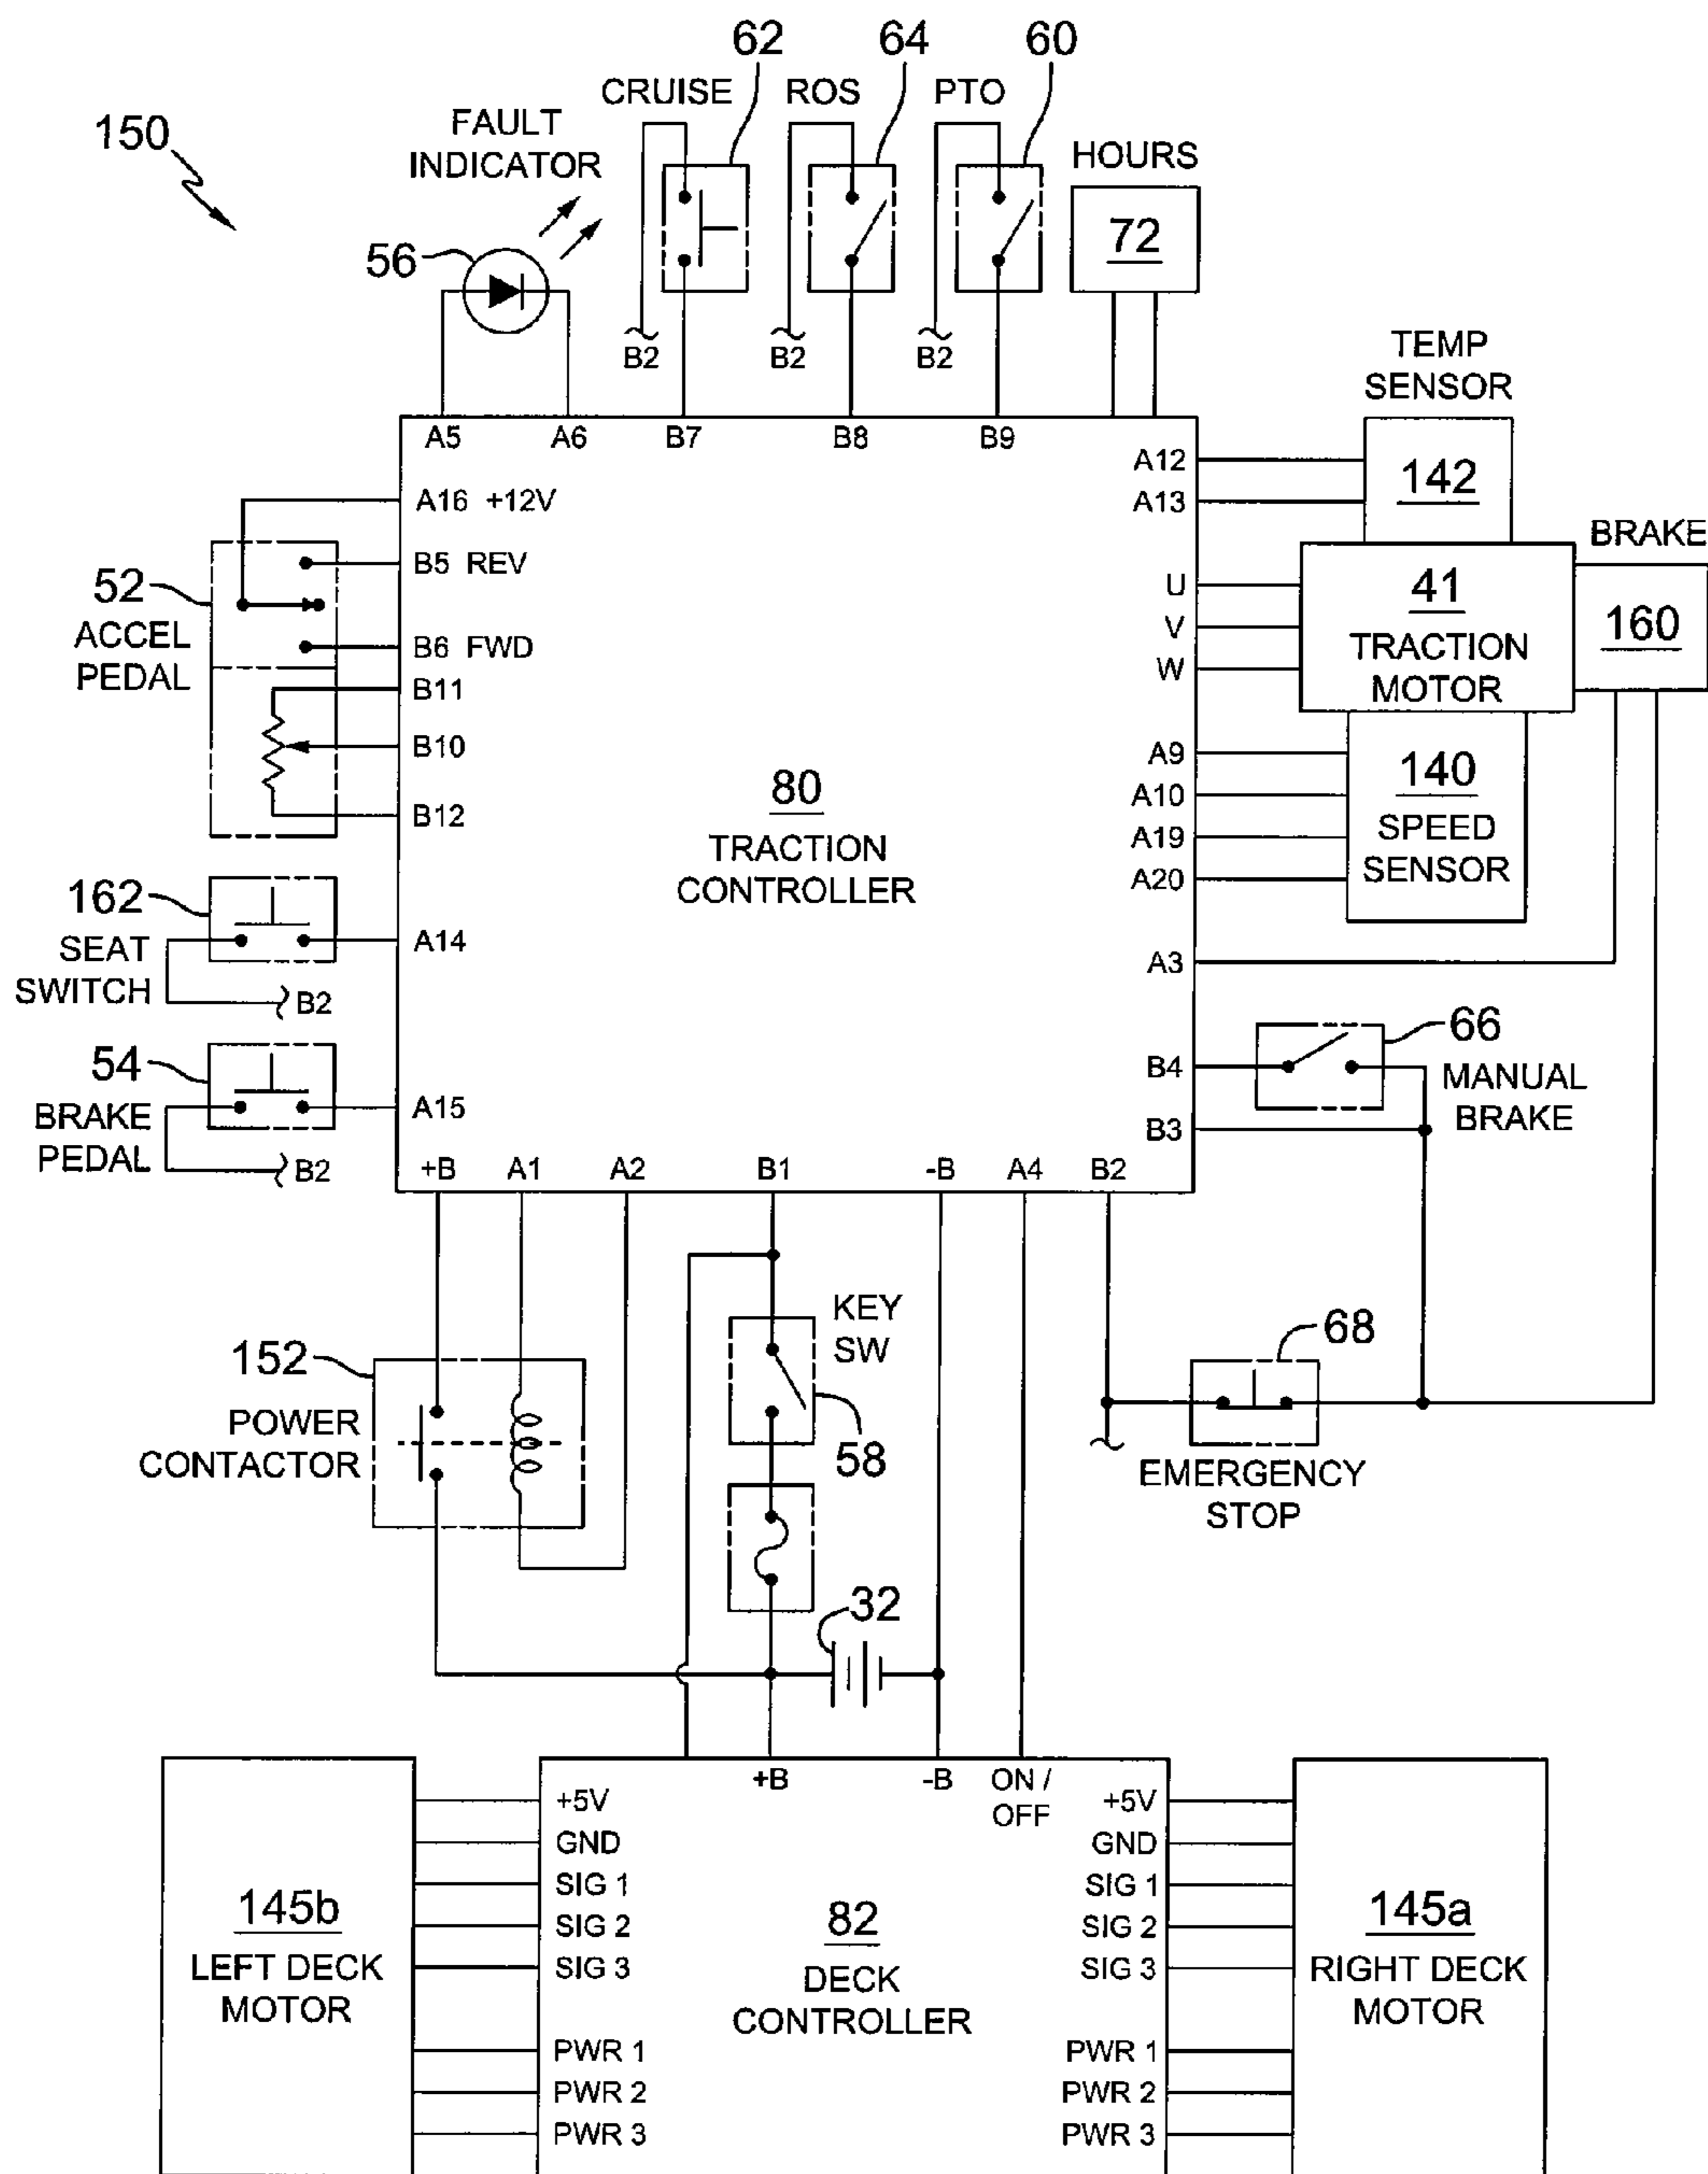 62
64
60
CRUISE
ROS
PTO
150
FAULT
INDICATOR
HOURS
72
56
B2
B2
B2
TEMP
SENSOR
142
A5
A6
B7
B8
B9
A12
A13
A16 +12V
BRAKE
B5 REV
52
ACCEL
PEDAL
B6 FWD
B11
B10
B12
U
V
W
41
TRACTION
MOTOR
160
80
TRACTION
CONTROLLER
A9
A10
A19
A20
140
SPEED
SENSOR
162
SEAT
SWITCH
A14
B2
A3
66
MANUAL
BRAKE
B4
B3
54
BRAKE
PEDAL
A15
B2
+B
A1
A2
B1
-B
A4
B2
KEY
SW
58
152
POWER
CONTACTOR
68
EMERGENCY
STOP
32
+B
-B
ON /
OFF
145b
LEFT DECK
MOTOR
+5V
GND
SIG 1
SIG 2
SIG 3
PWR 1
PWR 2
PWR 3
82
DECK
CONTROLLER
+5V
GND
SIG 1
SIG 2
SIG 3
PWR 1
PWR 2
PWR 3
145a
RIGHT DECK
MOTOR